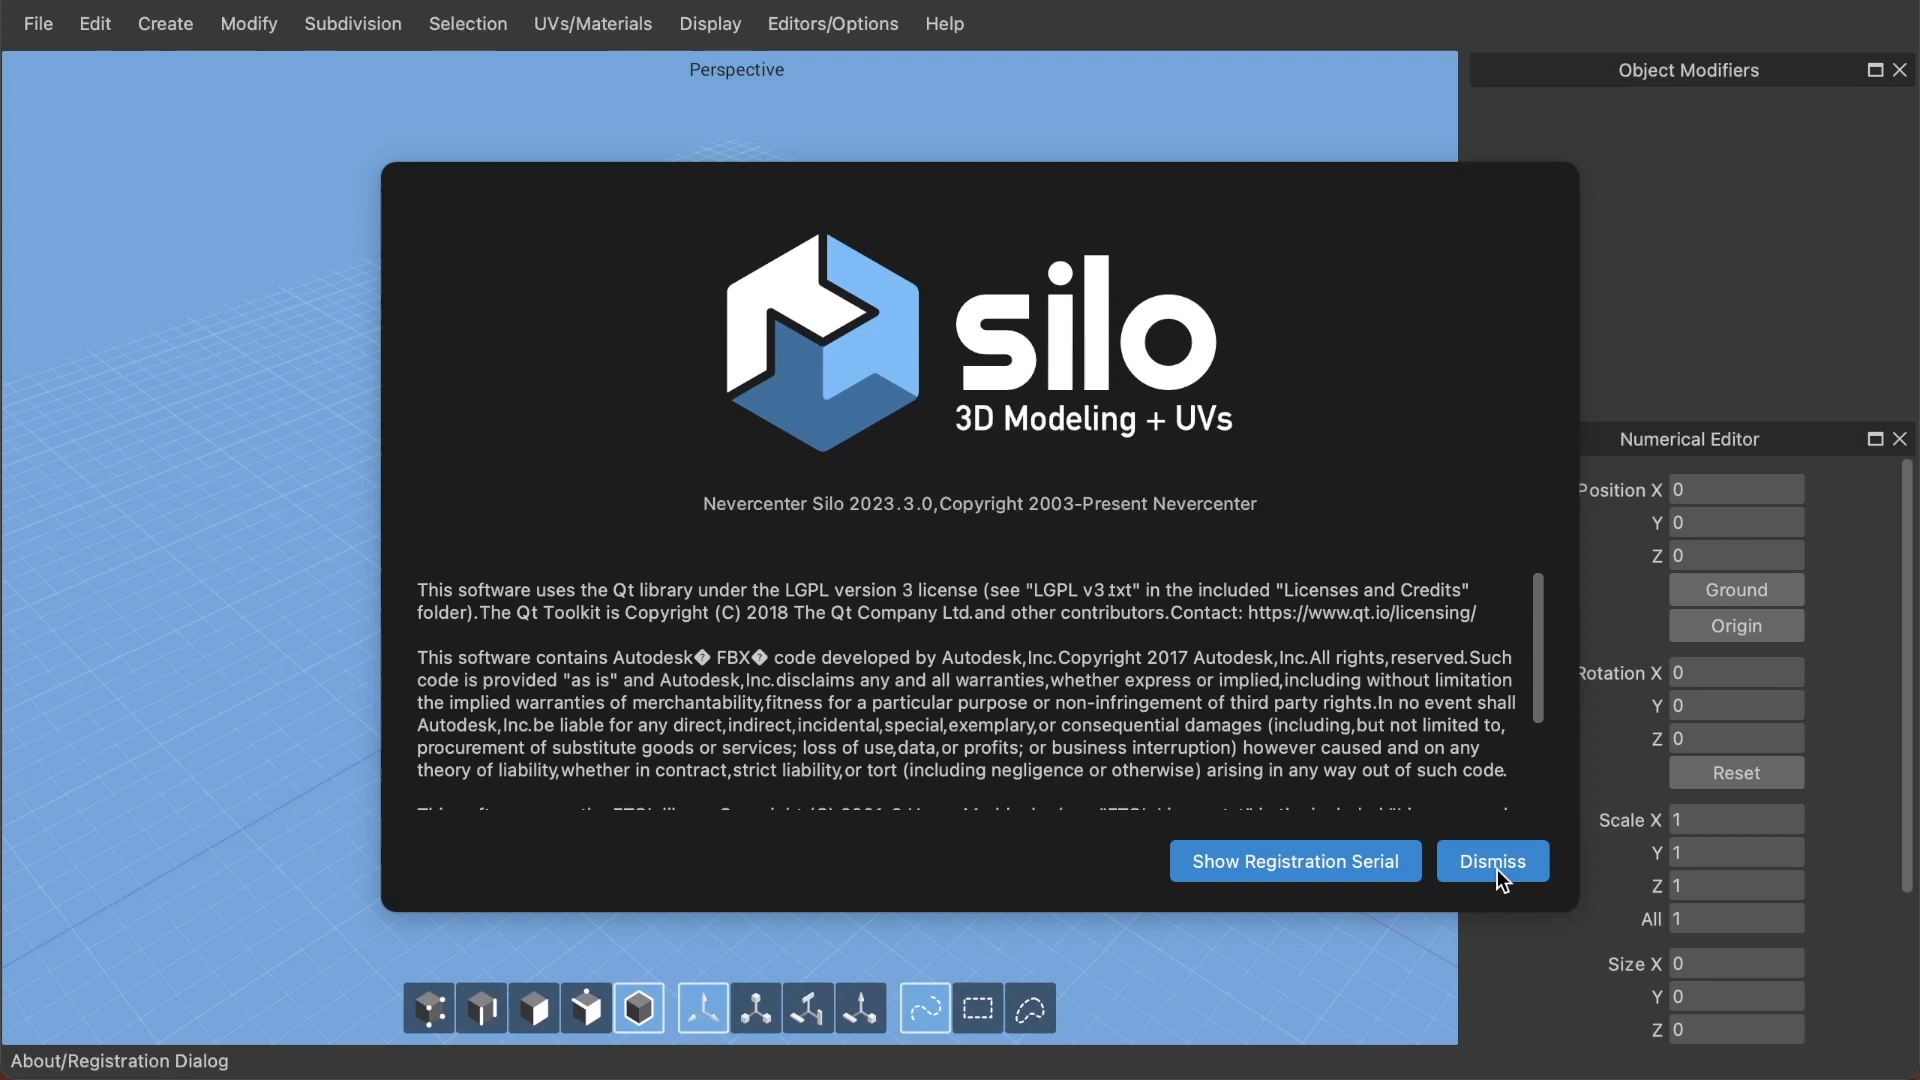 File Edit Create Modify Subdivision Selection UVs/Materials Display Editors/Options Help
Perspective
Object Modifiers
silo
3D Modeling + UVs
Nevercenter Silo 2023.3.0,Copyright 2003-Present Nevercenter
This software uses the Qt library under the LGPL version 3 license (see "LGPL v3.txt" in the included "Licenses and Credits"
folder).The Qt Toolkit is Copyright (C) 2018 The Qt Company Ltd.and other contributors.Contact: https://www.qt.io/licensing/
This software contains Autodesk� FBX� code developed by Autodesk,Inc.Copyright 2017 Autodesk,Inc.All rights,reserved.Such
code is provided "as is" and Autodesk,Inc.disclaims any and all warranties,whether express or implied,including without limitation
the implied warranties of merchantability,fitness for a particular purpose or non-infringement of third party rights.In no event shall
Autodesk,Inc.be liable for any direct,indirect,incidental,special,exemplary,or consequential damages (including,but not limited to,
procurement of substitute goods or services; loss of use,data,or profits; or business interruption) however caused and on any
theory of liability,whether in contract,strict liability,or tort (including negligence or otherwise) arising in any way out of such code.
Show Registration Serial
Dismiss
Numerical Editor
Position X 0
Y 0
Z 0
Ground
Origin
Rotation X 0
Y 0
Z 0
Reset
Scale X 1
Y 1
Z 1
All 1
Size X 0
Y 0
Z 0
About/Registration Dialog